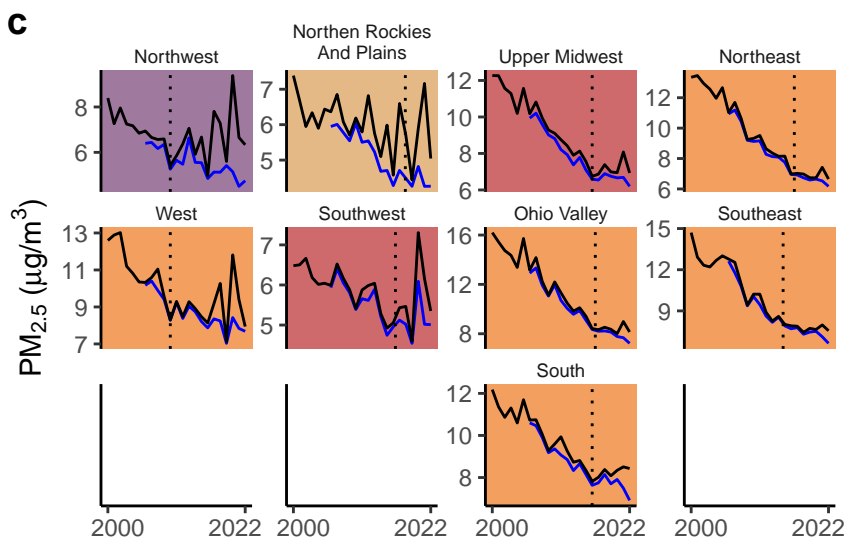 c
Northwest
Northen Rockies
And Plains
Upper Midwest
Northeast
8
6
7
6
5
12
10
8
6
12
10
8
6
West
Southwest
Ohio Valley
Southeast
13
11
9
7
7
6
5
16
12
8
15
12
9
South
12
10
8
2000 2022
2000 2022
2000 2022
2000 2022
PM2.5 (μg/m3)